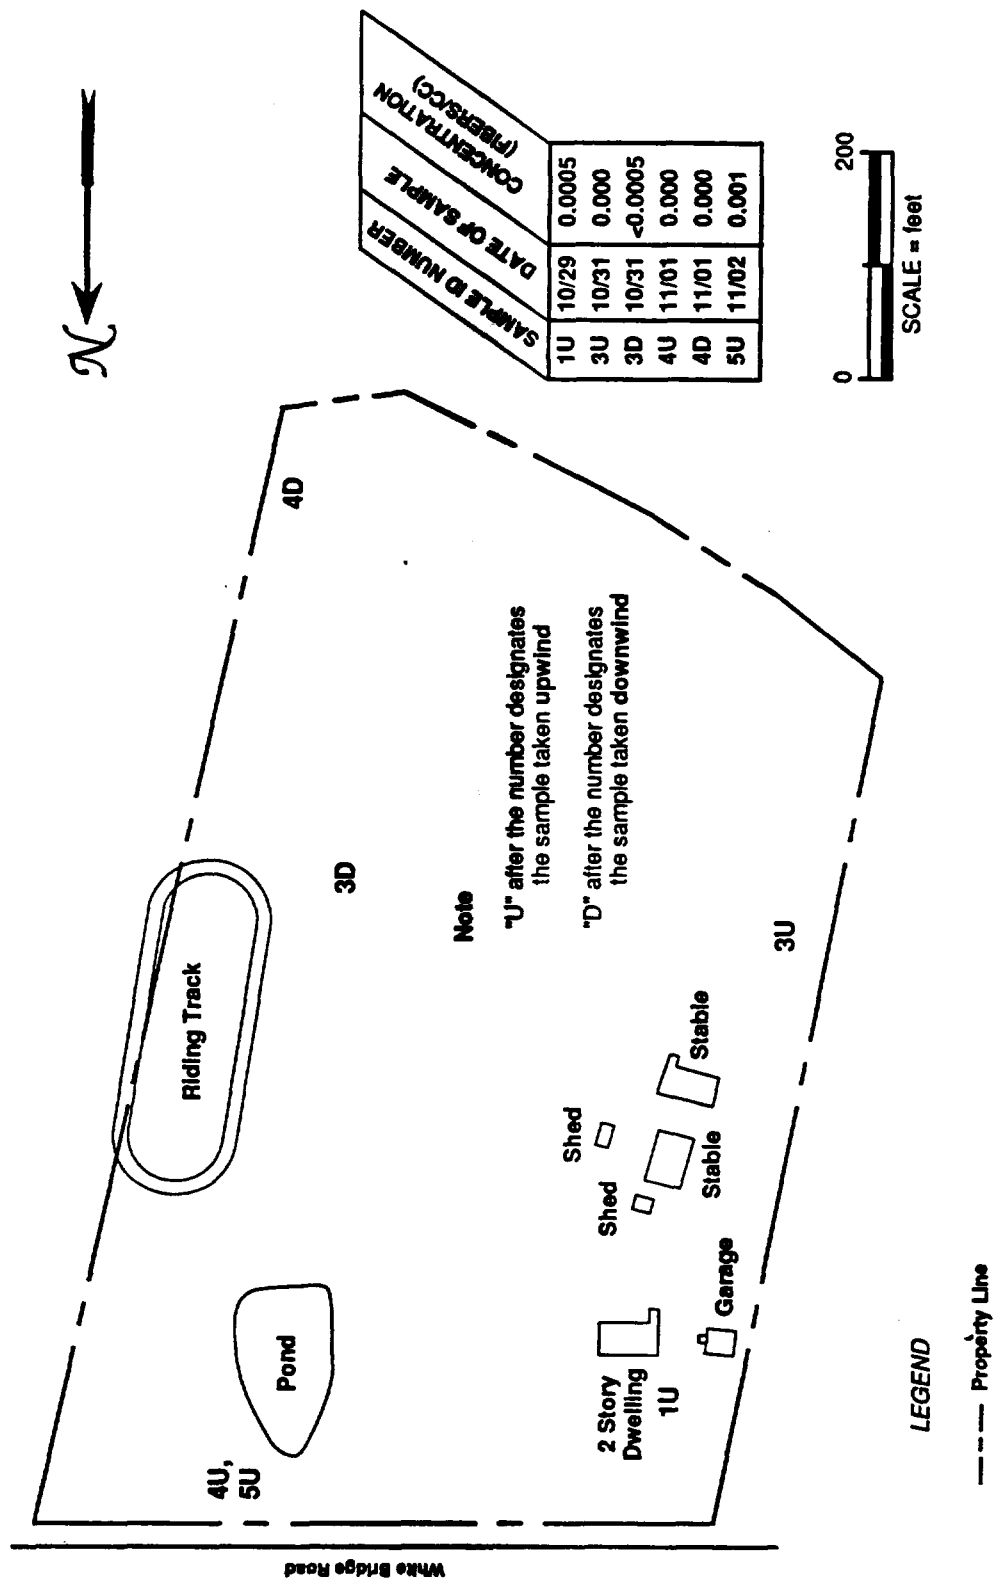 N
SAMPLE ID NUMBER
DATE OF SAMPLE
CONCENTRATION
(FIBERS/CC)
1U 10/29 0.0005
3U 10/31 0.000
3D 10/31 <0.0005
4U 11/01 0.000
4D 11/01 0.000
5U 11/02 0.001
0 200
SCALE = feet
4D
Riding Track
3D
Note
"U" after the number designates
the sample taken upwind
"D" after the number designates
the sample taken downwind
3U
Pond
4U,
5U
Shed
Shed
Stable
Stable
Garage
2 Story
Dwelling
1U
White Bridge Road
LEGEND
Property Line